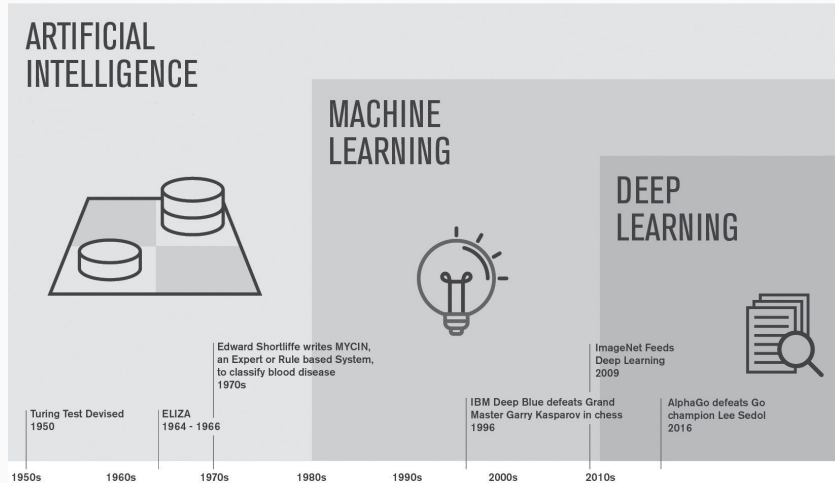 ARTIFICIAL
INTELLIGENCE
MACHINE
LEARNING
DEEP
LEARNING
Edward Shortliffe writes MYCIN,
an Expert or Rule based System,
to classify blood disease
1970s
ImageNet Feeds
Deep Learning
2009
Turing Test Devised
1950
ELIZA
1964 - 1966
IBM Deep Blue defeats Grand
Master Garry Kasparov in chess
1996
AlphaGo defeats Go
champion Lee Sedol
2016
1950s 1960s 1970s 1980s 1990s 2000s 2010s